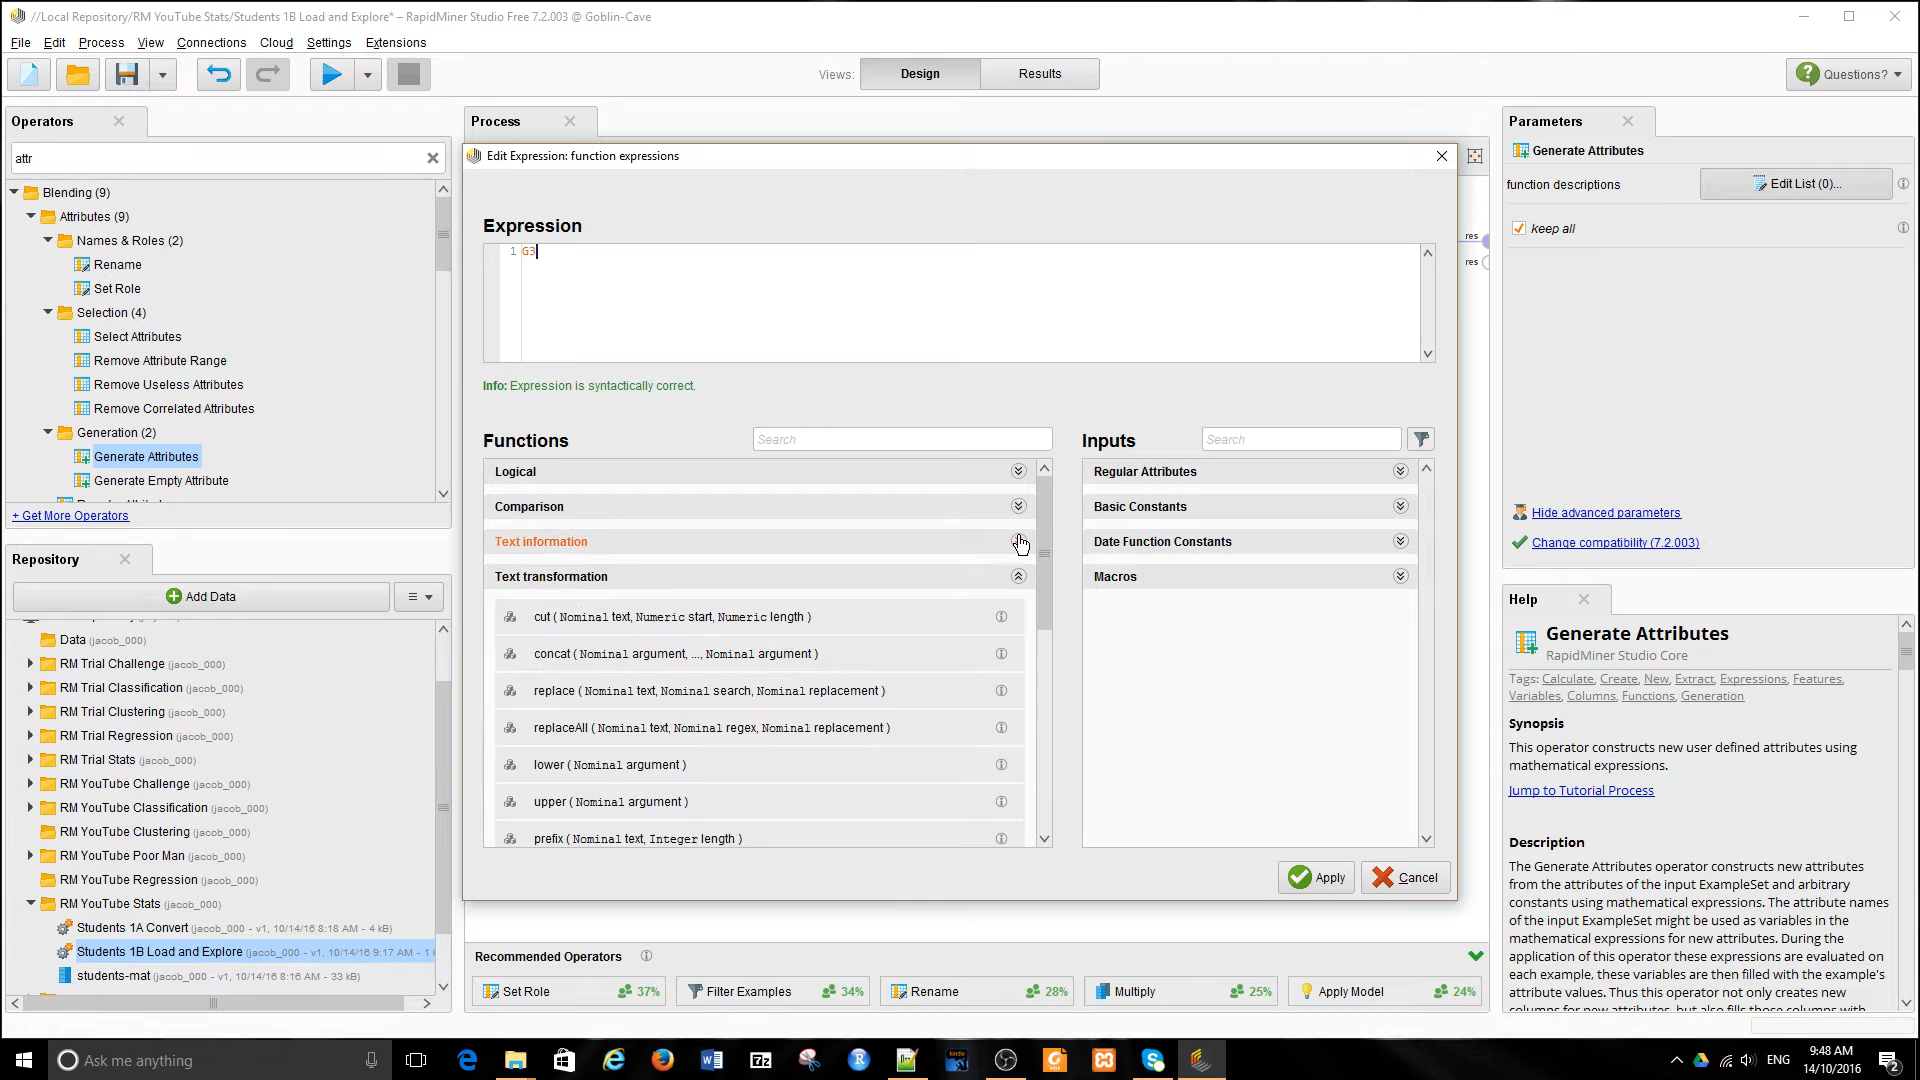 //Local Repository/RM YouTube Stats/Students 1B Load and Explore* – RapidMiner Studio Free 7.2.003 @ Goblin-Cave
File Edit Process View Connections Cloud Settings Extensions
Views: Design Results
Questions?
Operators
attr
Blending (9)
Attributes (9)
Names & Roles (2)
Rename
Set Role
Selection (4)
Select Attributes
Remove Attribute Range
Remove Useless Attributes
Remove Correlated Attributes
Generation (2)
Generate Attributes
Generate Empty Attribute
+ Get More Operators
Repository
Add Data
Data (jacob_000)
RM Trial Challenge (jacob_000)
RM Trial Classification (jacob_000)
RM Trial Clustering (jacob_000)
RM Trial Regression (jacob_000)
RM Trial Stats (jacob_000)
RM YouTube Challenge (jacob_000)
RM YouTube Classification (jacob_000)
RM YouTube Clustering (jacob_000)
RM YouTube Poor Man (jacob_000)
RM YouTube Regression (jacob_000)
RM YouTube Stats (jacob_000)
Students 1A Convert (jacob_000 - v1, 10/14/16 8:18 AM - 4 kB)
Students 1B Load and Explore (jacob_000 - v1, 10/14/16 9:17 AM - 1 k
students-mat (jacob_000 - v1, 10/14/16 8:16 AM - 33 kB)
Process
Edit Expression: function expressions
Expression
1 G3
Info: Expression is syntactically correct.
Functions
Search
Logical
Comparison
Text information
Text transformation
cut ( Nominal text, Numeric start, Numeric length )
concat ( Nominal argument, ..., Nominal argument )
replace ( Nominal text, Nominal search, Nominal replacement )
replaceAll ( Nominal text, Nominal regex, Nominal replacement )
lower ( Nominal argument )
upper ( Nominal argument )
prefix ( Nominal text, Integer length )
Inputs
Search
Regular Attributes
Basic Constants
Date Function Constants
Macros
Apply
Cancel
res
res
Recommended Operators
Set Role 37%
Filter Examples 34%
Rename 28%
Multiply 25%
Apply Model 24%
Parameters
Generate Attributes
function descriptions
Edit List (0)...
keep all
Hide advanced parameters
Change compatibility (7.2.003)
Help
Generate Attributes
RapidMiner Studio Core
Tags: Calculate, Create, New, Extract, Expressions, Features,
Variables, Columns, Functions, Generation
Synopsis
This operator constructs new user defined attributes using
mathematical expressions.
Jump to Tutorial Process
Description
The Generate Attributes operator constructs new attributes
from the attributes of the input ExampleSet and arbitrary
constants using mathematical expressions. The attribute names
of the input ExampleSet might be used as variables in the
mathematical expressions for new attributes. During the
application of this operator these expressions are evaluated on
each example, these variables are then filled with the example's
attribute values. Thus this operator not only creates new
columns for new attributes, but also fills those columns with
Ask me anything
7z
R
ENG
9:48 AM
14/10/2016
2